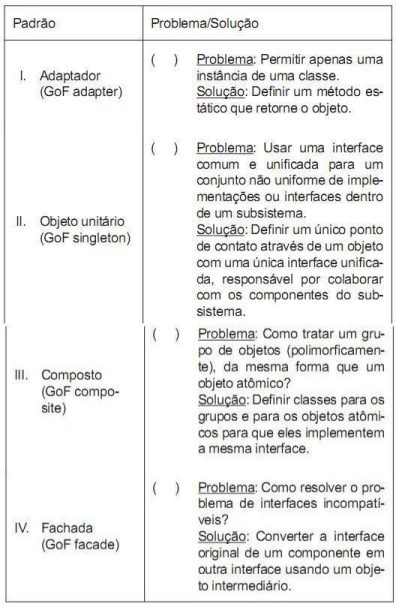 Padrão
Problema/Solução
I. Adaptador
(GoF adapter)
( ) Problema: Permitir apenas uma
instância de uma classe.
Solução: Definir um método es-
tático que retorne o objeto.
II. Objeto unitário
(GoF singleton)
( ) Problema: Usar uma interface
comum e unificada para um
conjunto não uniforme de imple-
mentações ou interfaces dentro
de um subsistema.
Solução: Definir um único ponto
de contato através de um objeto
com uma única interface unifica-
da, responsável por colaborar
com os componentes do sub-
sistema.
III. Composto
(GoF compo-
site)
( ) Problema: Como tratar um gru-
po de objetos (polimorficamen-
te), da mesma forma que um
objeto atômico?
Solução: Definir classes para os
grupos e para os objetos atômi-
cos para que eles implementem
a mesma interface.
IV. Fachada
(GoF facade)
( ) Problema: Como resolver o pro-
blema de interfaces incompatí-
veis?
Solução: Converter a interface
original de um componente em
outra interface usando um obje-
to intermediário.